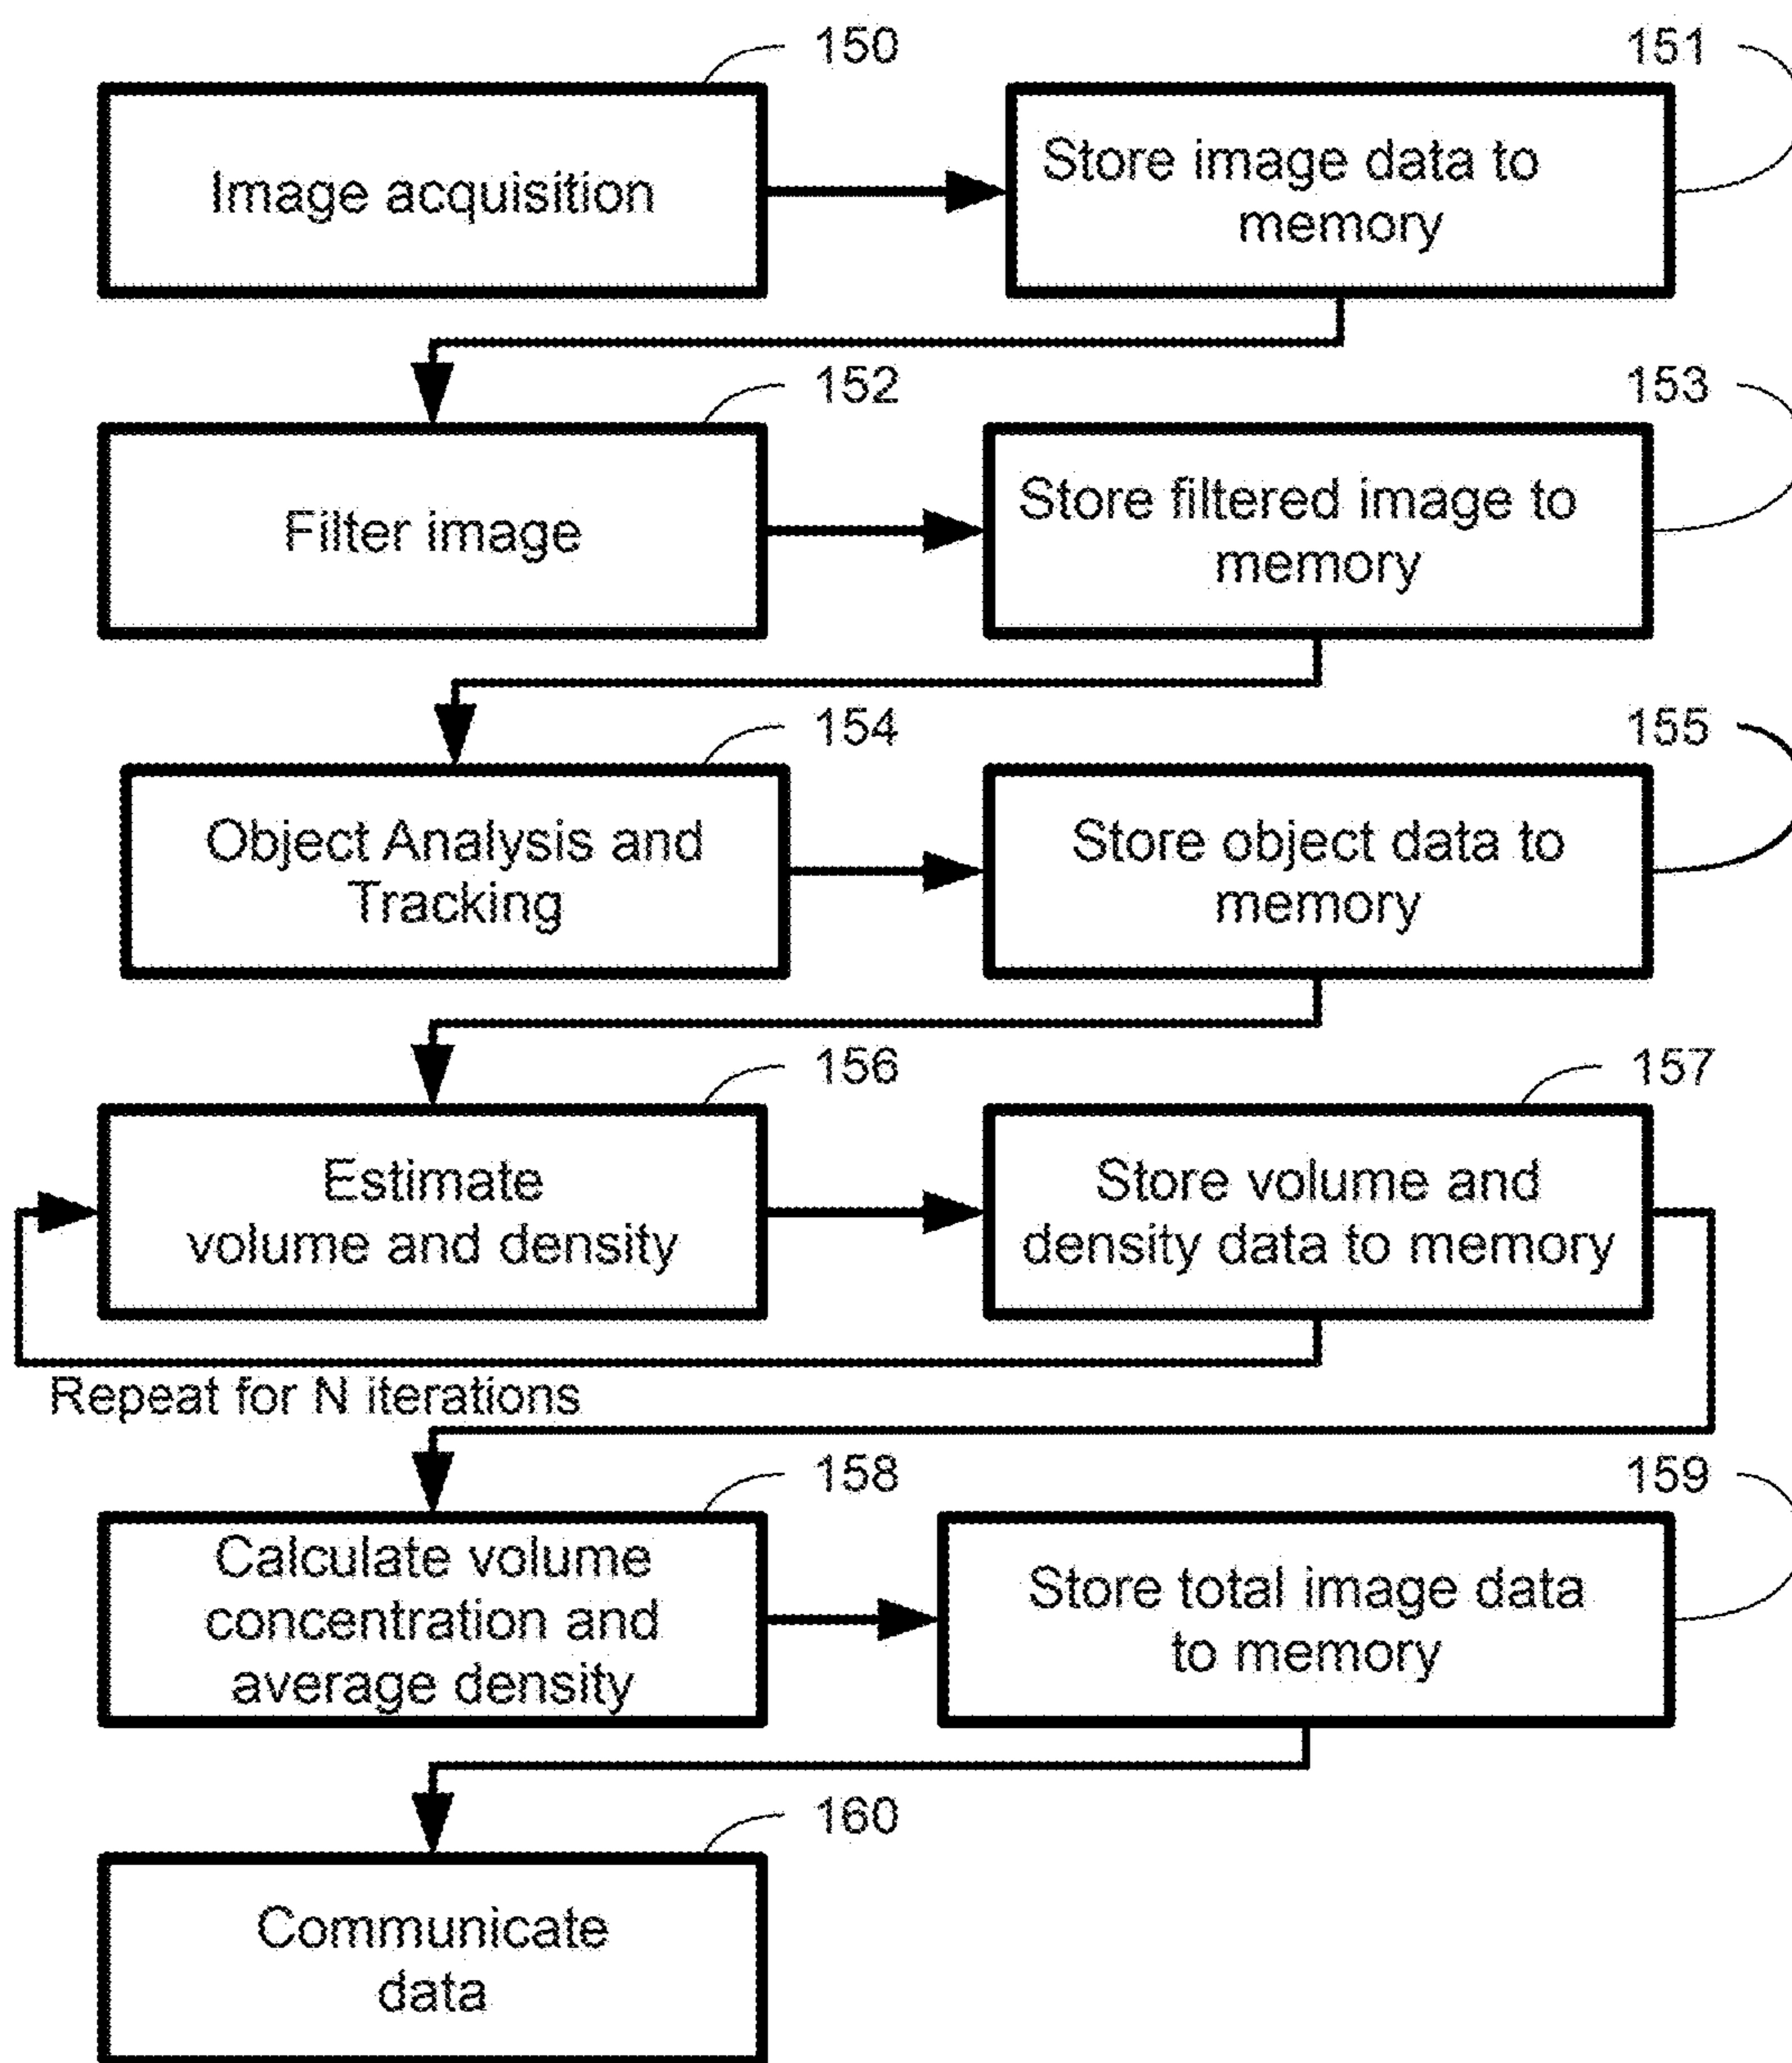 150
151
Image acquisition
Store image data to
memory
152
153
Filter image
Store filtered image to
memory
154
155
Object Analysis and
Tracking
Store object data to
memory
156
157
Estimate
volume and density
Store volume and
density data to memory
Repeat for N iterations
158
159
Calculate volume
concentration and
average density
Store total image data
to memory
160
Communicate
data